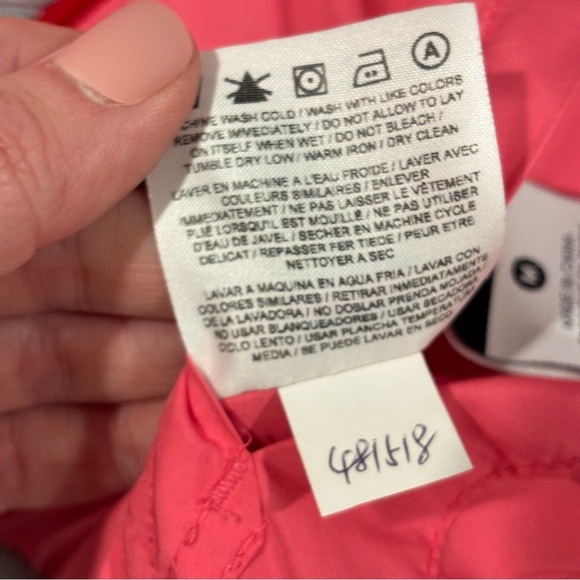 A
WASH COLD / WASH WITH LIKE COLORS
REMOVE IMMEDIATELY / DO NOT ALLOW TO LAY
ON ITSELF WHEN WET / DO NOT BLEACH /
TUMBLE DRY LOW / WARM IRON / DRY CLEAN
LAVER EN MACHINE A L'EAU FROIDE / LAVER AVEC
COULEURS SIMILAIRES / ENLEVER
IMMEDIATEMENT / NE PAS LAISSER LE VÊTEMENT
PLIE LORSQU'IL EST MOUILLE / NE PAS UTILISER
D'EAU DE JAVEL / SECHER EN MACHINE CYCLE
DELICAT / REPASSER FER TIEDE / PEUR ETRE
NETTOYER A SEC
LAVAR A MAQUINA EN AGUA FRIA / LAVAR CON
COLORES SIMILARES / RETIRAR INMEDIATAMENTE
DE LA LAVADORA / NO DOBLAR PRENDA MOJADA /
NO USAR BLANQUEADORES / USAR SECADORA
CICLO LENTO / USAR PLANCHA TEMPERATURA
MEDIA / SE PUEDE LAVAR EN SECO
481518
M